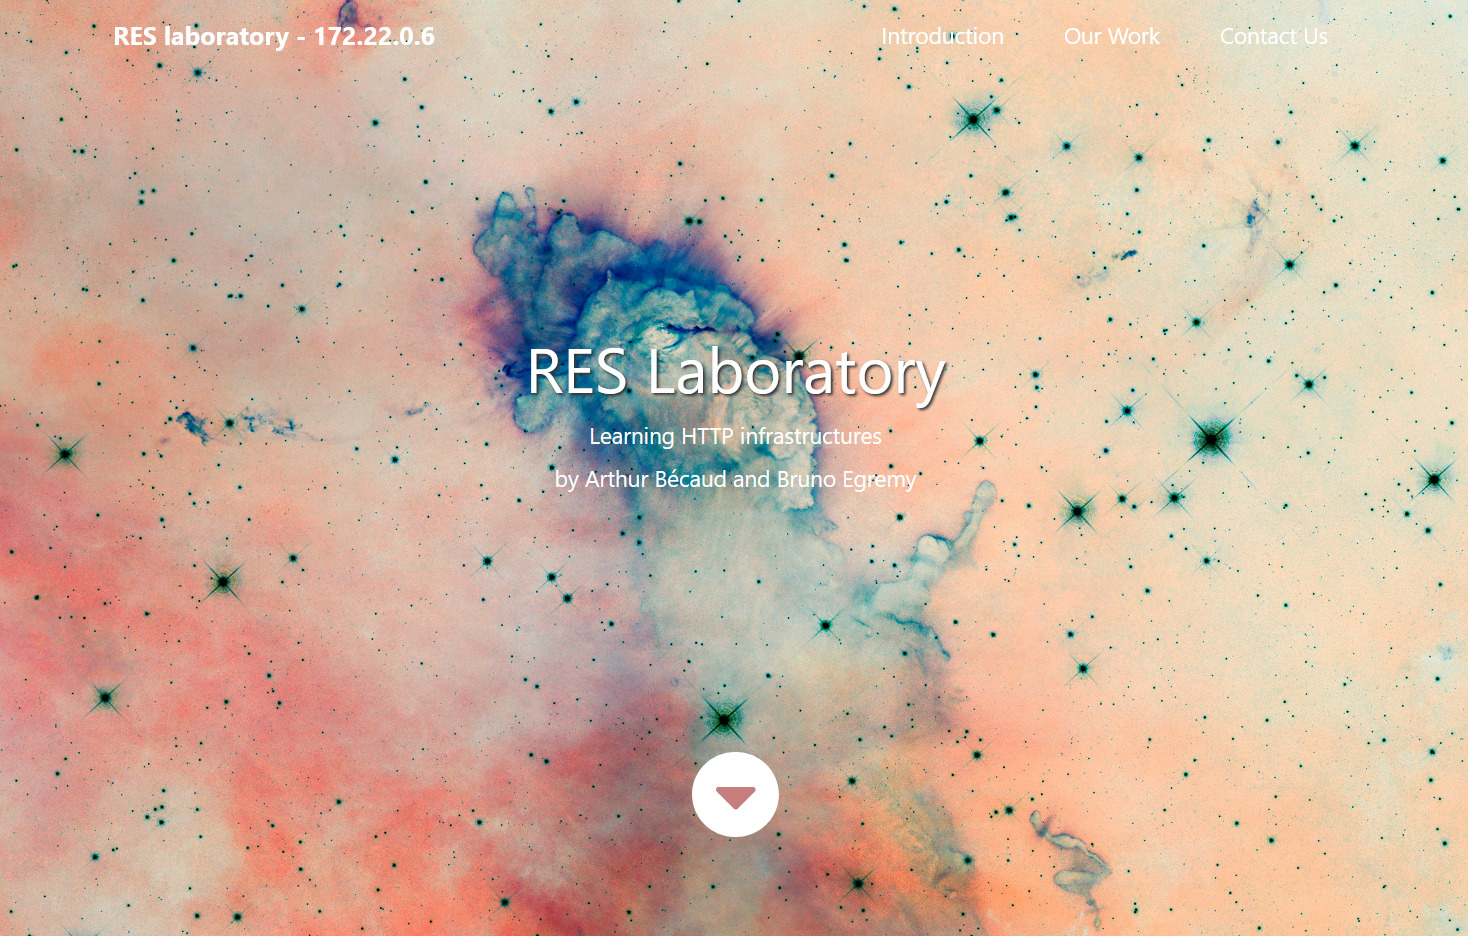 RES laboratory - 172.22.0.6
Introduction
Our Work
Contact Us
RES Laboratory
Learning HTTP infrastructures
by Arthur Bécaud and Bruno Egremy